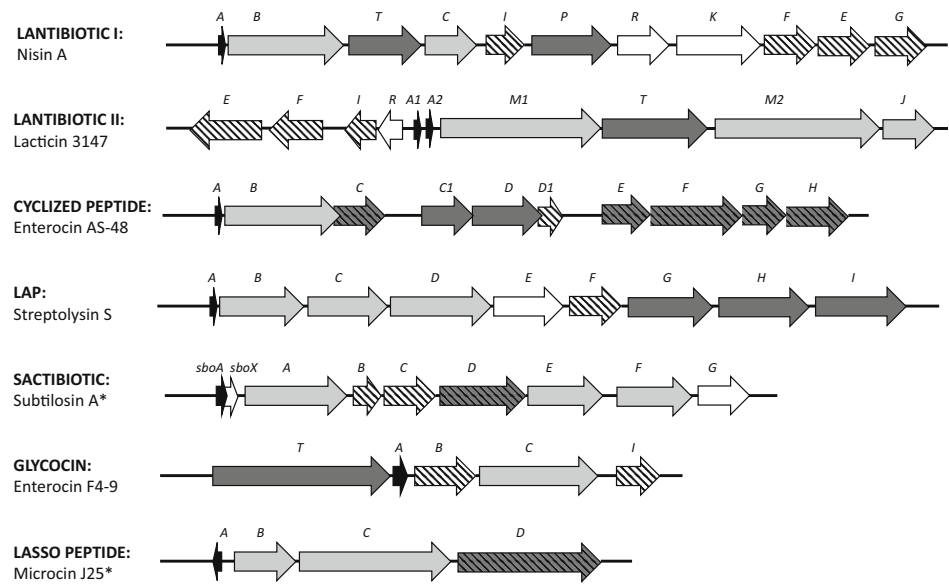 A B T C I P R K F E G
LANTIBIOTIC I:
Nisin A
E F I R A1 A2 M1 T M2 J
LANTIBIOTIC II:
Lacticin 3147
A B C C1 D D1 E F G H
CYCLIZED PEPTIDE:
Enterocin AS-48
A B C D E F G H I
LAP:
Streptolysin S
sboA sboX A B C D E F G
SACTIBIOTIC:
Subtilosin A*
T A B C I
GLYCOCIN:
Enterocin F4-9
A B C D
LASSO PEPTIDE:
Microcin J25*